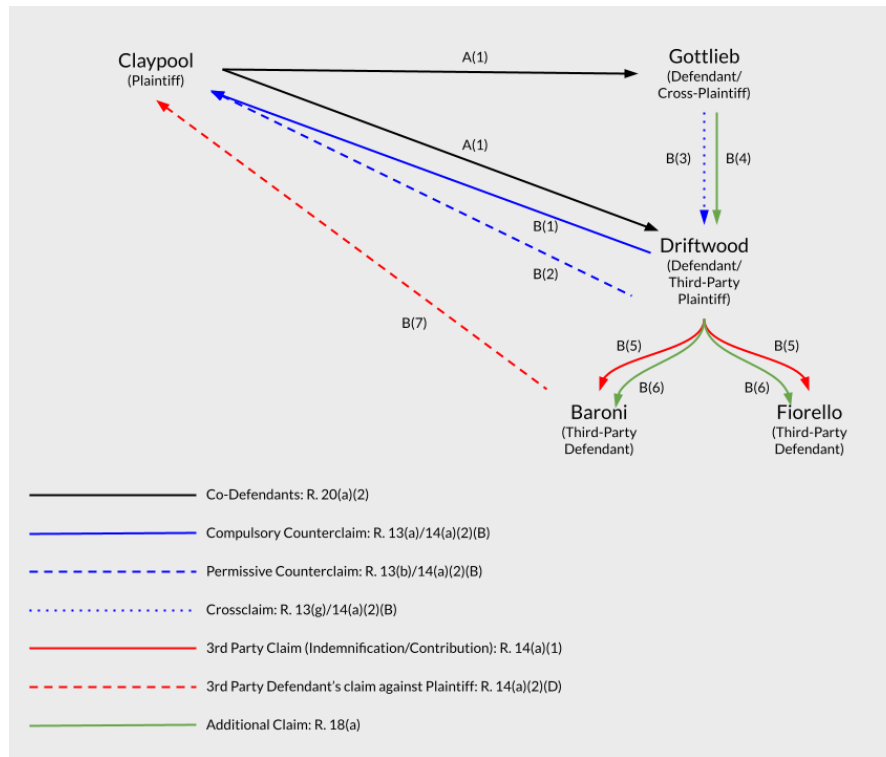 Claypool
(Plaintiff)
A(1)
Gottlieb
(Defendant/
Cross-Plaintiff)
A(1)
B(3)
B(4)
B(1)
B(2)
Driftwood
(Defendant/
Third-Party
Plaintiff)
B(7)
B(5)
B(5)
B(6)
B(6)
Baroni
(Third-Party
Defendant)
Fiorello
(Third-Party
Defendant)
Co-Defendants: R. 20(a)(2)
Compulsory Counterclaim: R. 13(a)/14(a)(2)(B)
Permissive Counterclaim: R. 13(b)/14(a)(2)(B)
Crossclaim: R. 13(g)/14(a)(2)(B)
3rd Party Claim (Indemnification/Contribution): R. 14(a)(1)
3rd Party Defendant's claim against Plaintiff: R. 14(a)(2)(D)
Additional Claim: R. 18(a)